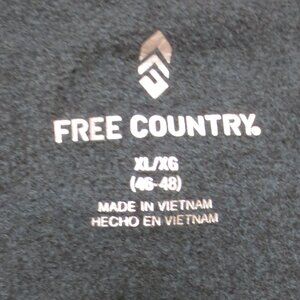 FREE COUNTRY.
XL/XG
(46-48)
MADE IN VIETNAM
HECHO EN VIETNAM